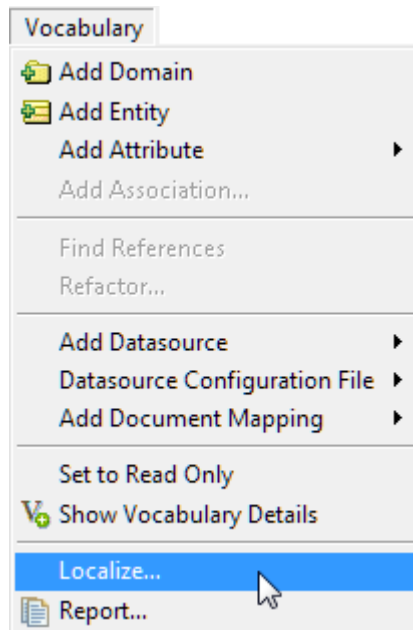 Vocabulary
Add Domain
Add Entity
Add Attribute
Add Association...
Find References
Refactor...
Add Datasource
Datasource Configuration File
Add Document Mapping
Set to Read Only
Show Vocabulary Details
Localize...
Report...